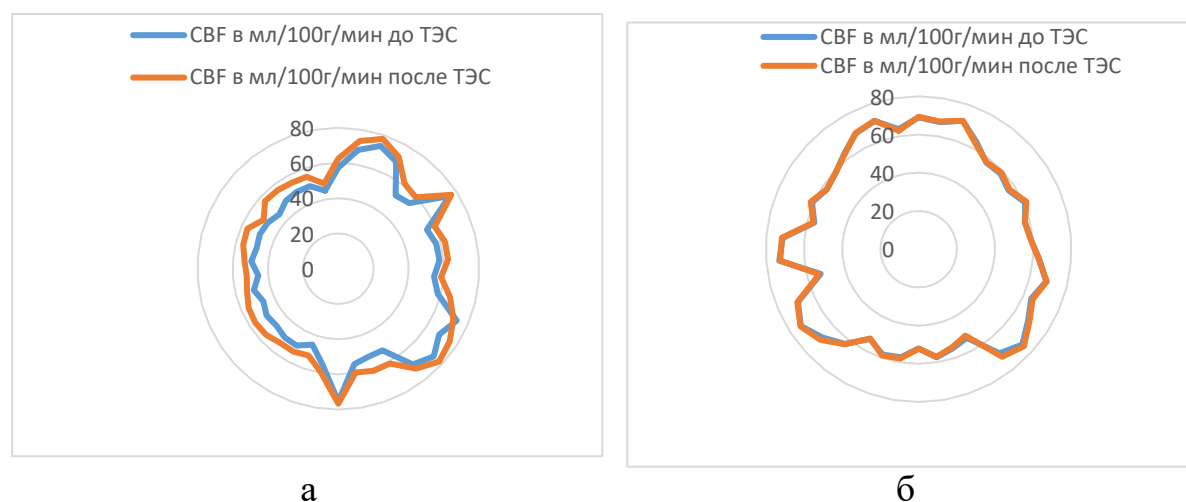 CBF в мл/100г/мин до ТЭС
CBF в мл/100г/мин после ТЭС
80
60
40
20
0
а
CBF в мл/100г/мин до ТЭС
CBF в мл/100г/мин после ТЭС
80
60
40
20
0
б